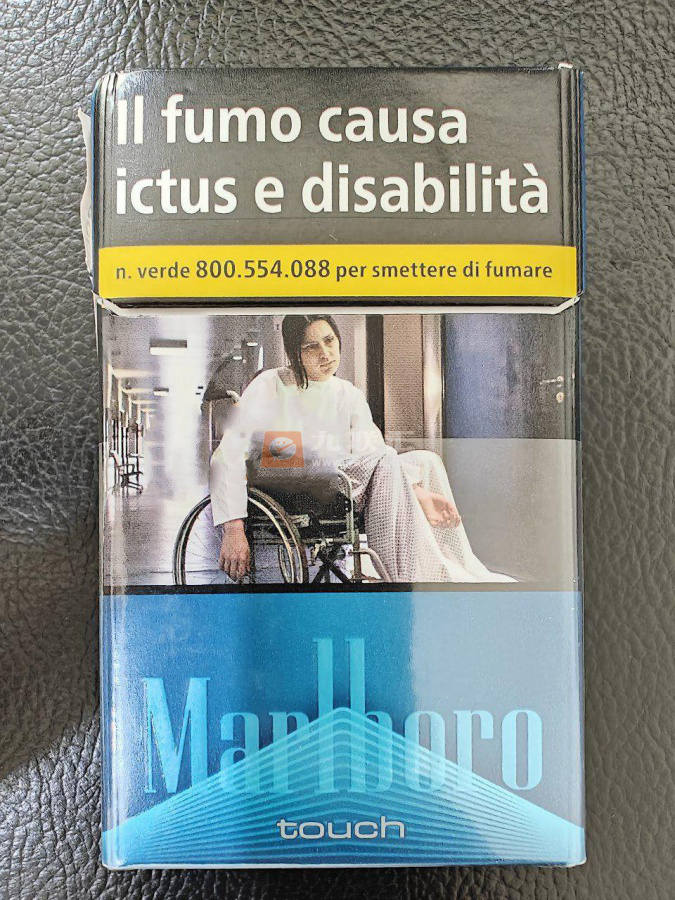 Il fumo causa
ictus e disabilità
n. verde 800.554.088 per smettere di fumare
Marlboro
touch